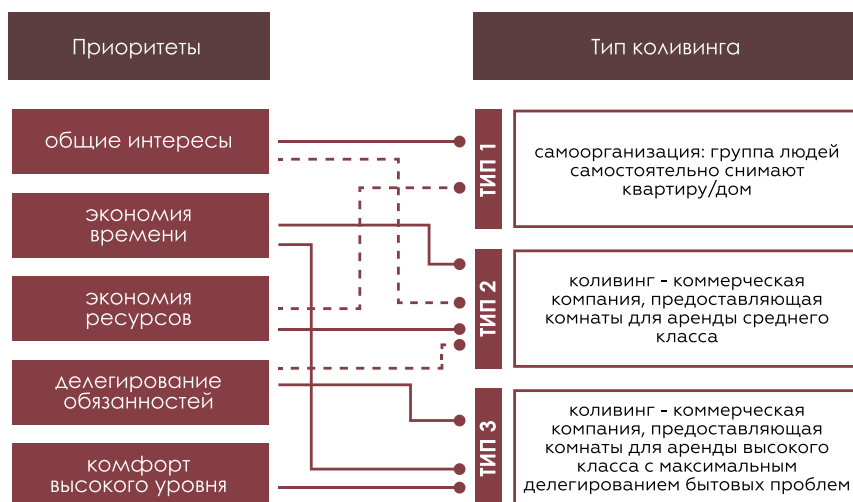 Приоритеты
Тип коливинга
общие интересы
экономия
времени
экономия
ресурсов
делегирование
обязанностей
комфорт
высокого уровня
ТИП 1
самоорганизация: группа людей
самостоятельно снимают
квартиру/дом
ТИП 2
коливинг - коммерческая
компания, предоставляющая
комнаты для аренды среднего
класса
ТИП 3
коливинг - коммерческая
компания, предоставляющая
комнаты для аренды высокого
класса с максимальным
делегированием бытовых проблем